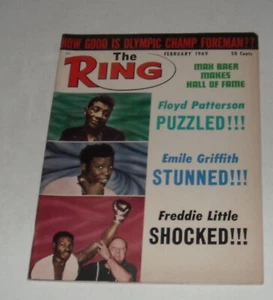 HOW GOOD IS OLYMPIC CHAMP FOREMAN??
The
RING
FEBRUARY 1969
50 Cents
MAX BAER
MAKES
HALL OF FAME
Floyd Patterson
PUZZLED!!!
Emile Griffith
STUNNED!!!
Freddie Little
SHOCKED!!!